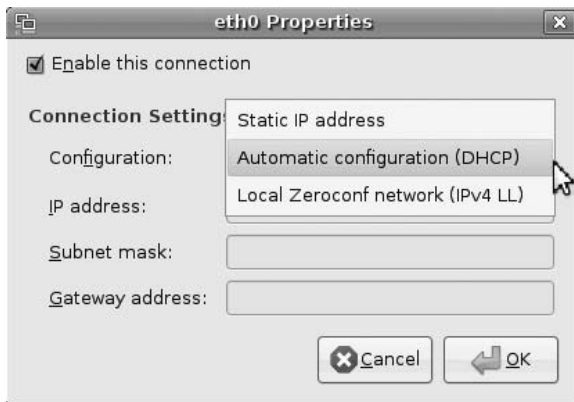 eth0 Properties
Enable this connection
Connection Setting
Static IP address
Configuration:
Automatic configuration (DHCP)
Local Zeroconf network (IPv4 LL)
IP address:
Subnet mask:
Gateway address:
Cancel
OK